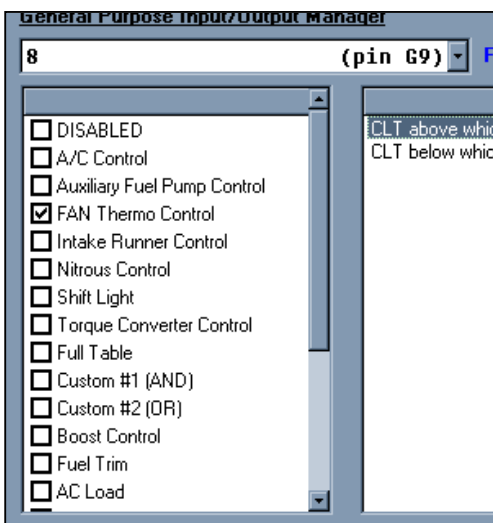 General Purpose Input/Output Manager
8 (pin G9)
DISABLED
A/C Control
Auxiliary Fuel Pump Control
FAN Thermo Control
Intake Runner Control
Nitrous Control
Shift Light
Torque Converter Control
Full Table
Custom #1 (AND)
Custom #2 (OR)
Boost Control
Fuel Trim
AC Load
CLT above
CLT below